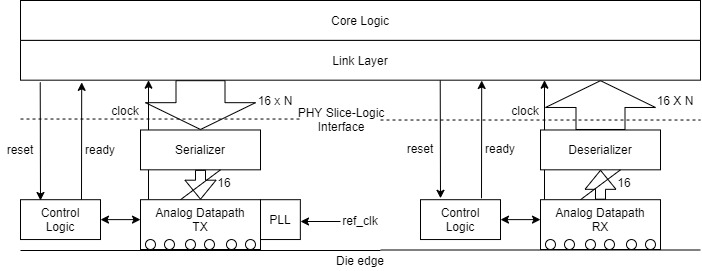 Core Logic
Link Layer
16 x N
16 X N
clock
PHY Slice-Logic
Interface
clock
reset
ready
Serializer
reset
ready
Deserializer
16
16
Control
Logic
Analog Datapath
TX
PLL
ref_clk
Control
Logic
Analog Datapath
RX
Die edge